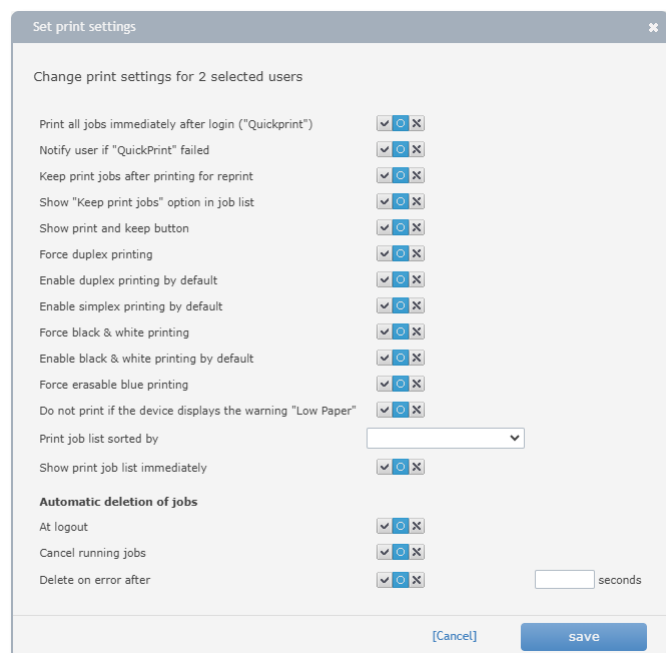 Set print settings
Change print settings for 2 selected users
Print all jobs immediately after login ("Quickprint")
Notify user if "QuickPrint" failed
Keep print jobs after printing for reprint
Show "Keep print jobs" option in job list
Show print and keep button
Force duplex printing
Enable duplex printing by default
Enable simplex printing by default
Force black & white printing
Enable black & white printing by default
Force erasable blue printing
Do not print if the device displays the warning "Low Paper"
Print job list sorted by
Show print job list immediately
Automatic deletion of jobs
At logout
Cancel running jobs
Delete on error after seconds
[Cancel] save